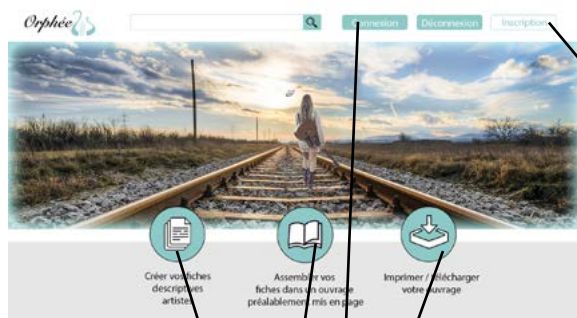 Orphée
Connexion
Déconnexion
Inscription
Créer vos fiches
descriptives
artistes
Assembler vos
fiches dans un ouvrage
préalablement mis en page
Imprimer / télécharger
votre ouvrage